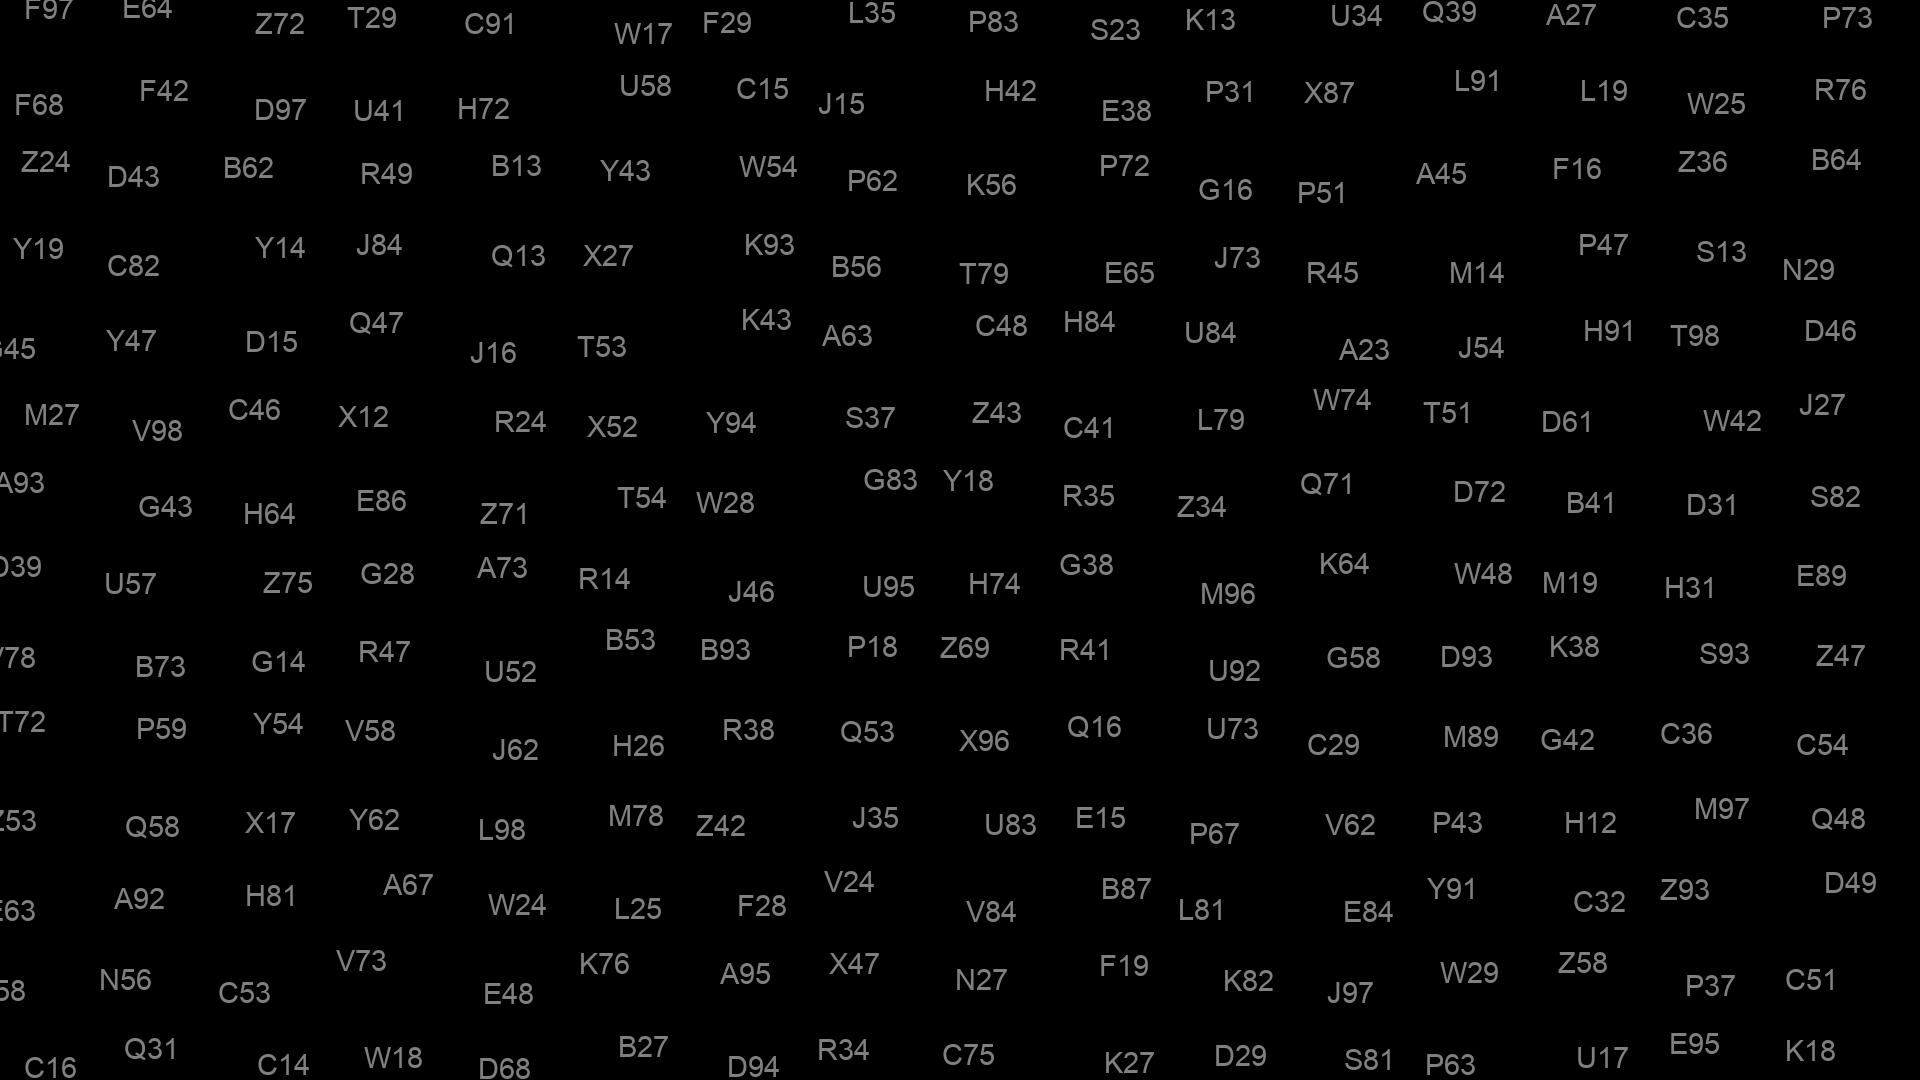 F97 E64 Z72 T29 C91 W17 F29 L35 P83 S23 K13 U34 Q39 A27 C35 P73
F68 F42 D97 U41 H72 U58 C15 J15 H42 E38 P31 X87 L91 L19 W25 R76
Z24 D43 B62 R49 B13 Y43 W54 P62 K56 P72 G16 P51 A45 F16 Z36 B64
Y19 C82 Y14 J84 Q13 X27 K93 B56 T79 E65 J73 R45 M14 P47 S13 N29
45 Y47 D15 Q47 J16 T53 K43 A63 C48 H84 U84 A23 J54 H91 T98 D46
M27 V98 C46 X12 R24 X52 Y94 S37 Z43 C41 L79 W74 T51 D61 W42 J27
A93 G43 H64 E86 Z71 T54 W28 G83 Y18 R35 Z34 Q71 D72 B41 D31 S82
39 U57 Z75 G28 A73 R14 J46 U95 H74 G38 M96 K64 W48 M19 H31 E89
78 B73 G14 R47 U52 B53 B93 P18 Z69 R41 U92 G58 D93 K38 S93 Z47
T72 P59 Y54 V58 J62 H26 R38 Q53 X96 Q16 U73 C29 M89 G42 C36 C54
Z53 Q58 X17 Y62 L98 M78 Z42 J35 U83 E15 P67 V62 P43 H12 M97 Q48
E63 A92 H81 A67 W24 L25 F28 V24 V84 B87 L81 E84 Y91 C32 Z93 D49
58 N56 C53 V73 E48 K76 A95 X47 N27 F19 K82 J97 W29 Z58 P37 C51
C16 Q31 C14 W18 D68 B27 D94 R34 C75 K27 D29 S81 P63 U17 E95 K18